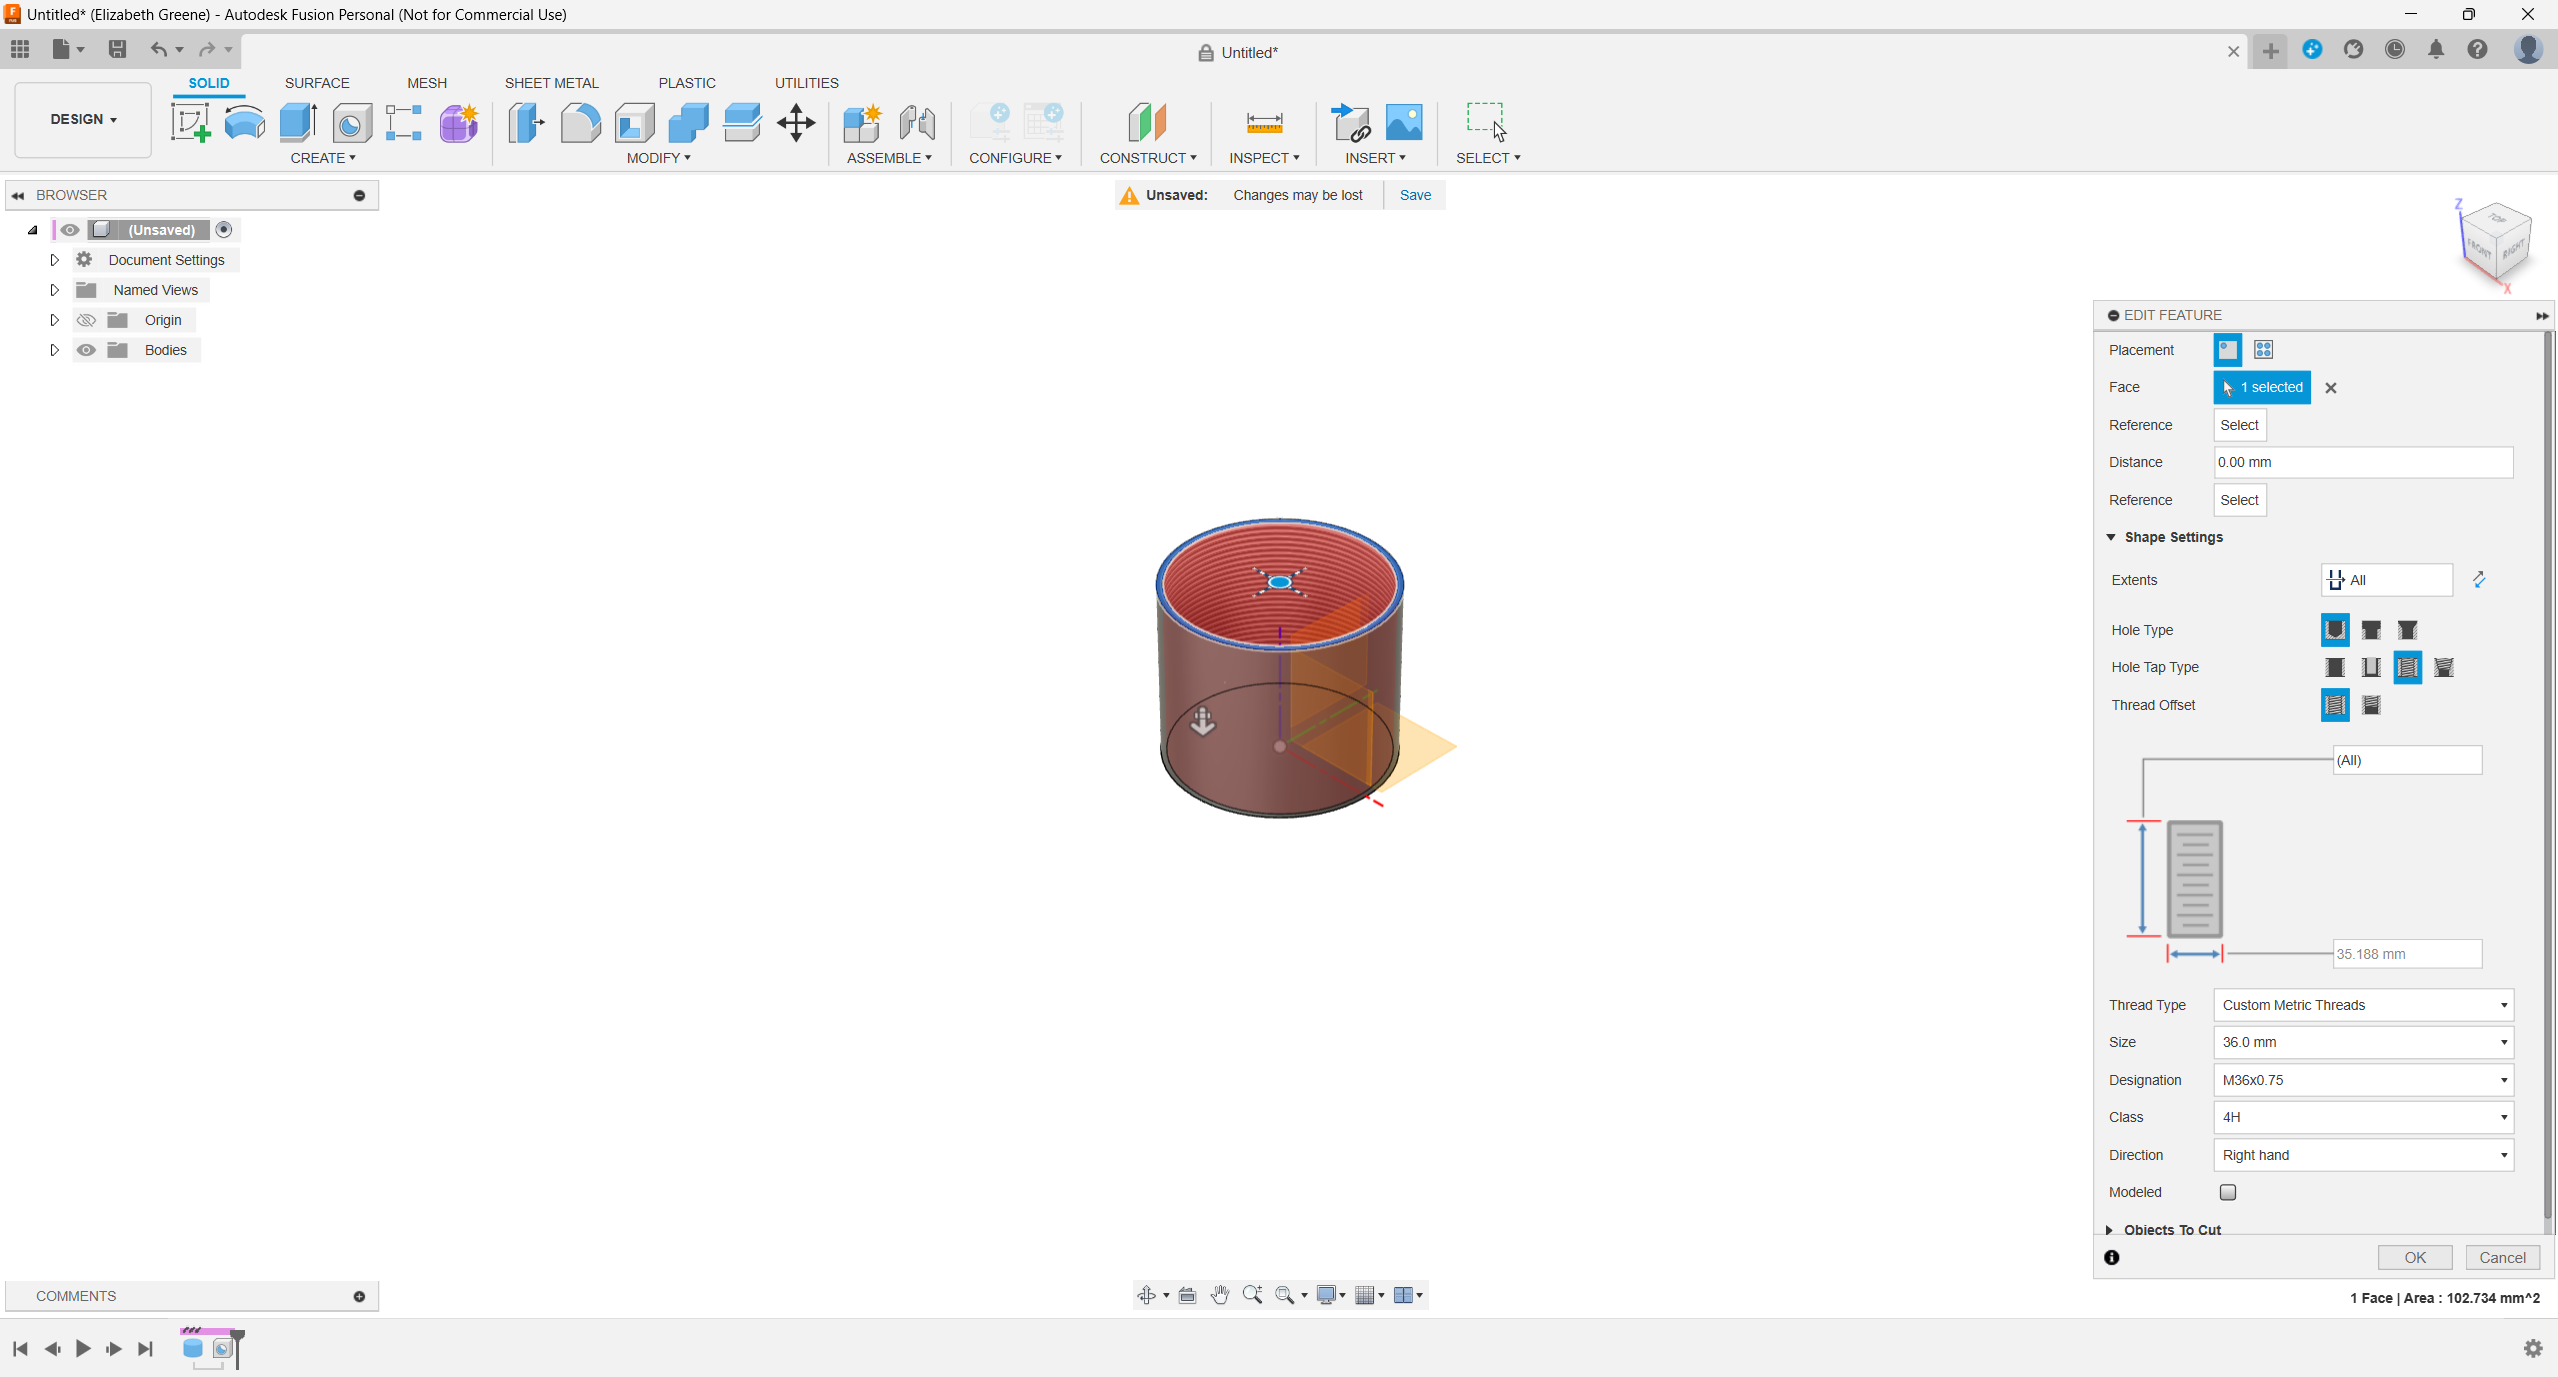 Untitled* (Elizabeth Greene) - Autodesk Fusion Personal (Not for Commercial Use)
Untitled*
SOLID SURFACE MESH SHEET METAL PLASTIC UTILITIES
DESIGN
CREATE MODIFY ASSEMBLE CONFIGURE CONSTRUCT INSPECT INSERT SELECT
BROWSER
Unsaved: Changes may be lost Save
(Unsaved)
Document Settings
Named Views
Origin
Bodies
Z
TOP
FRONT
RIGHT
X
EDIT FEATURE
Placement
Face 1 selected
Reference Select
Distance 0.00 mm
Reference Select
Shape Settings
Extents All
Hole Type
Hole Tap Type
Thread Offset
(All)
35.188 mm
Thread Type Custom Metric Threads
Size 36.0 mm
Designation M36x0.75
Class 4H
Direction Right hand
Modeled
Objects To Cut
OK Cancel
COMMENTS
1 Face | Area : 102.734 mm^2